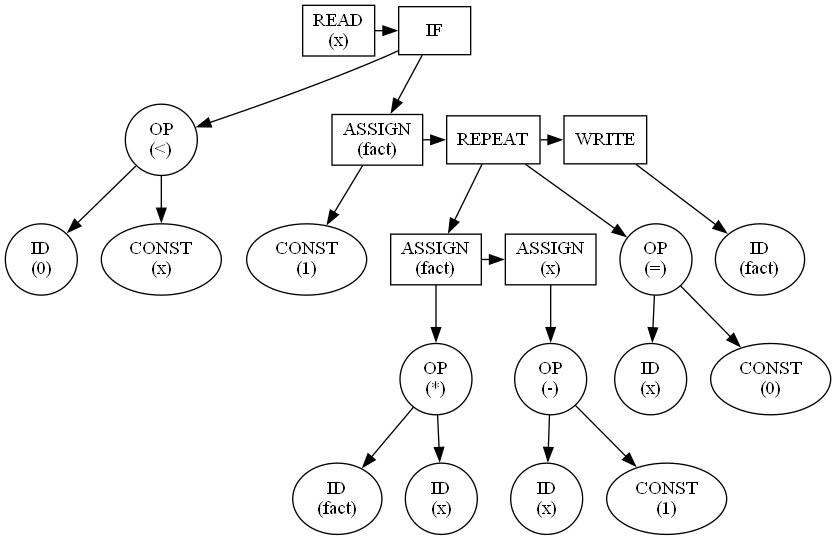 READ
(x)
IF
OP
(<)
ASSIGN
(fact)
REPEAT
WRITE
ID
(0)
CONST
(x)
CONST
(1)
ASSIGN
(fact)
ASSIGN
(x)
OP
(=)
ID
(fact)
OP
(*)
OP
(-)
ID
(x)
CONST
(0)
ID
(fact)
ID
(x)
ID
(x)
CONST
(1)